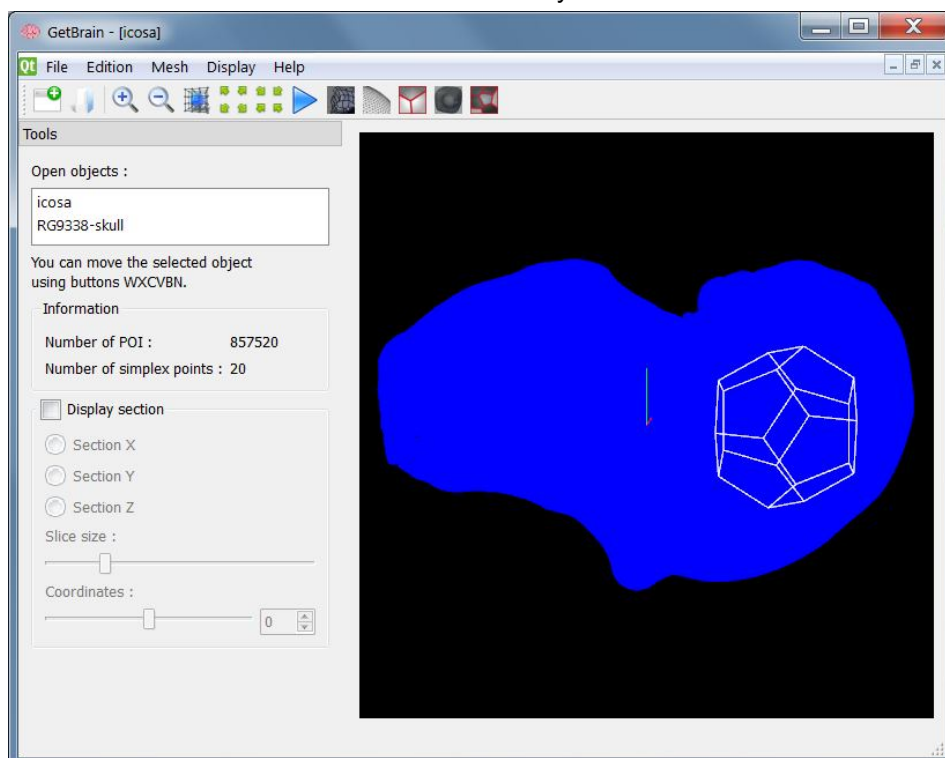 GetBrain - [icosa]
Qt File Edition Mesh Display Help
Tools
Open objects :
icosa
RG9338-skull
You can move the selected object
using buttons WXCVBN.
Information
Number of POI : 857520
Number of simplex points : 20
Display section
Section X
Section Y
Section Z
Slice size :
Coordinates :
0